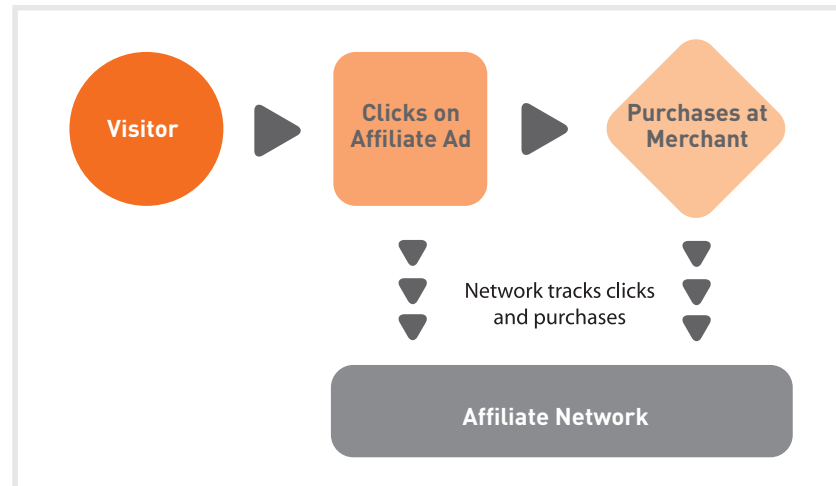 Visitor
Clicks on
Affiliate Ad
Purchases at
Merchant
Network tracks clicks
and purchases
Affiliate Network